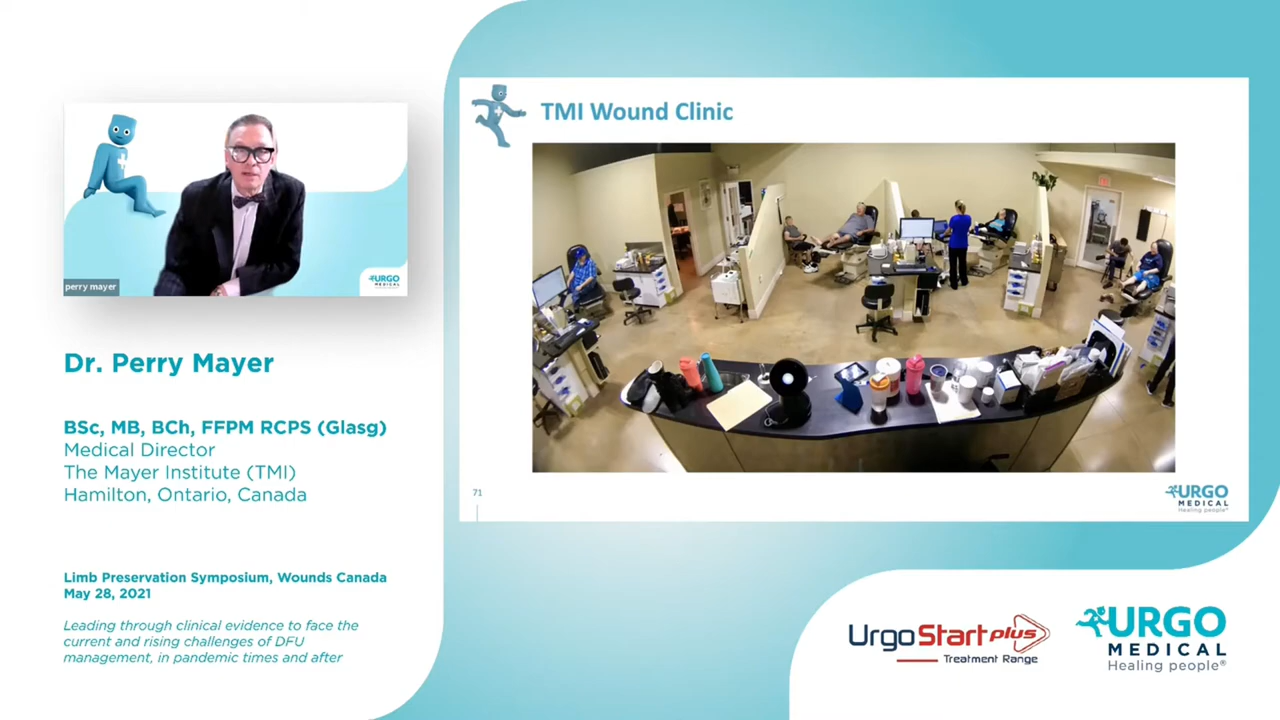 perry mayer
URGO
MEDICAL
Dr. Perry Mayer
BSc, MB, BCh, FFPM RCPS (Glasg)
Medical Director
The Mayer Institute (TMI)
Hamilton, Ontario, Canada
Limb Preservation Symposium, Wounds Canada
May 28, 2021
Leading through clinical evidence to face the
current and rising challenges of DFU
management, in pandemic times and after
TMI Wound Clinic
71
URGO
MEDICAL
Healing people®
UrgoStart plus
Treatment Range
URGO
MEDICAL
Healing people®